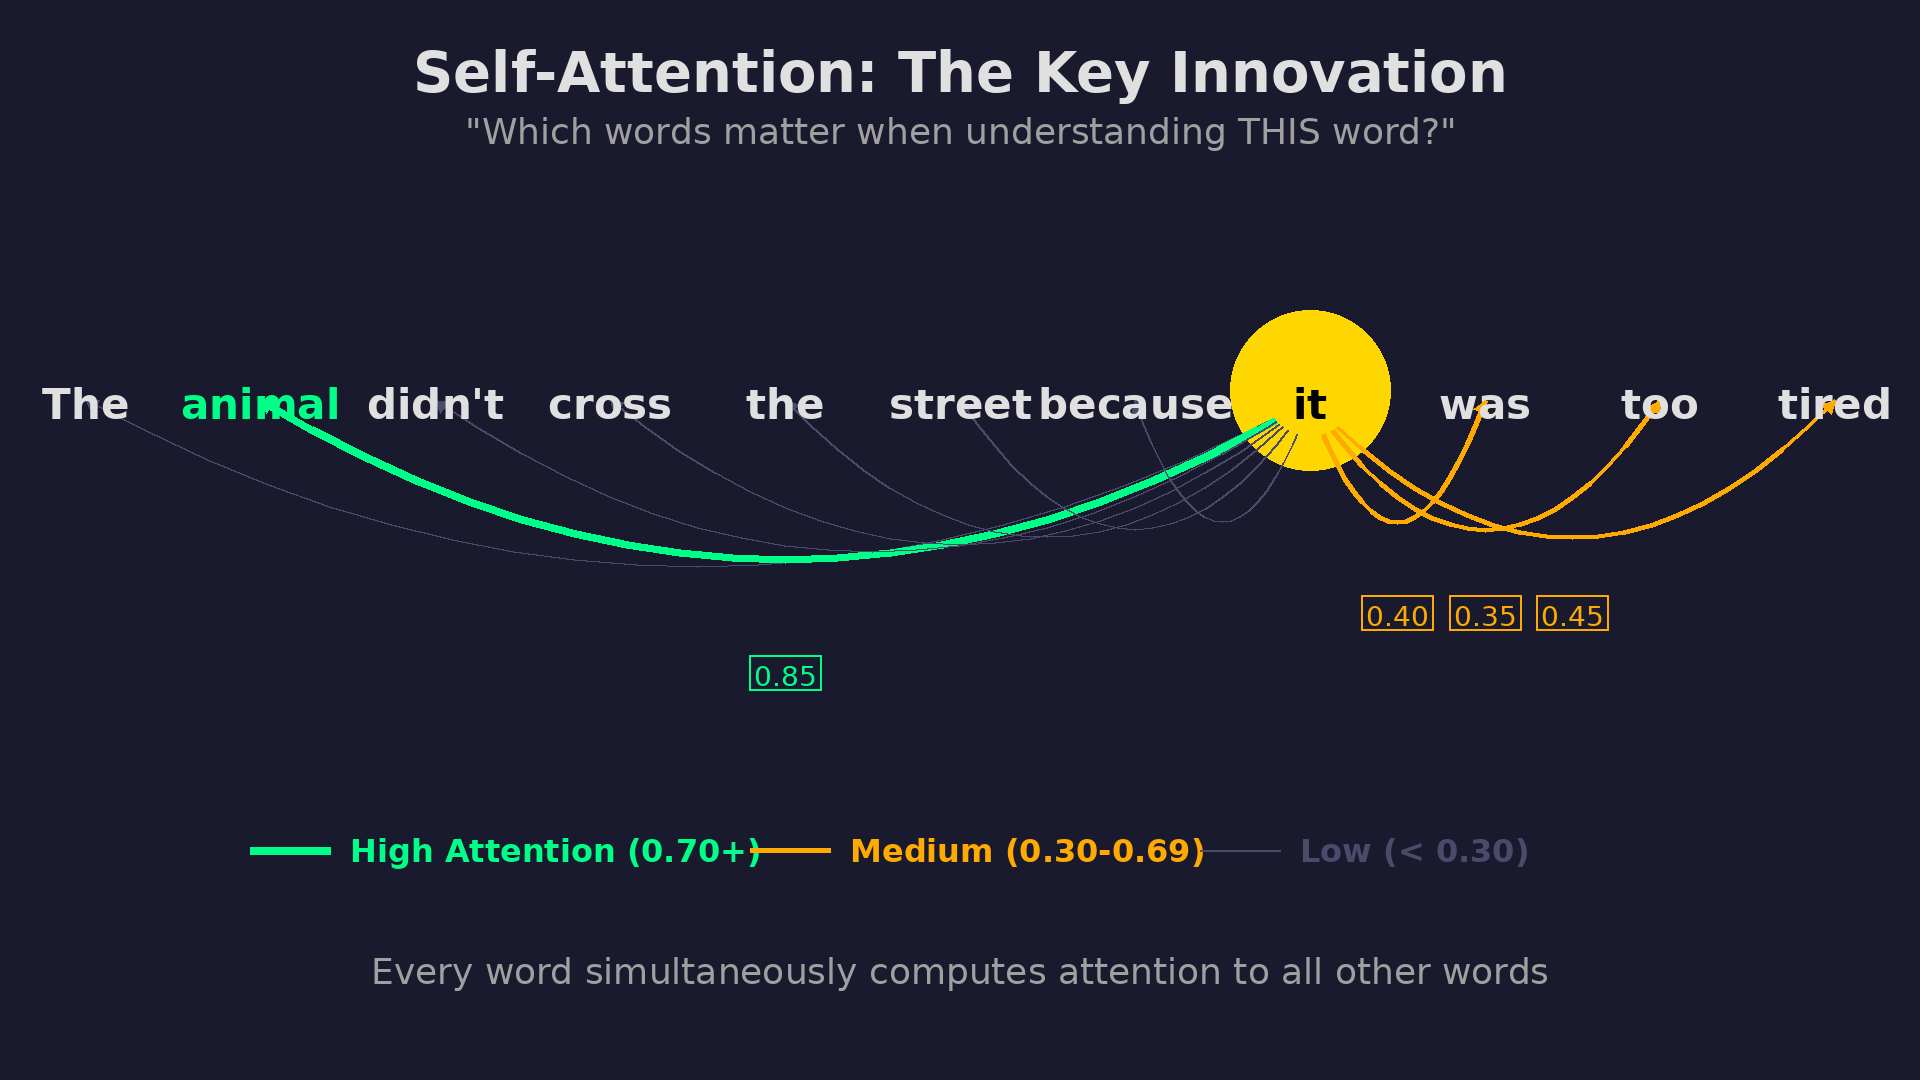 Self-Attention: The Key Innovation
"Which words matter when understanding THIS word?"
The animal didn't cross the street because it was too tired
0.40 0.35 0.45
0.85
High Attention (0.70+) Medium (0.30-0.69) Low (< 0.30)
Every word simultaneously computes attention to all other words